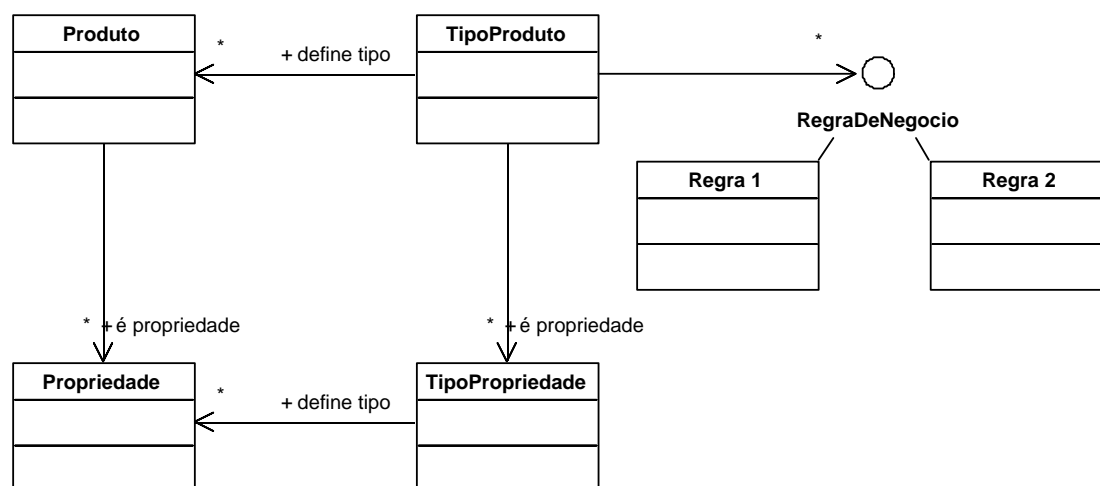 Produto
TipoProduto
*
+ define tipo
*
RegraDeNegocio
Regra 1
Regra 2
* + é propriedade
* + é propriedade
Propriedade
TipoPropriedade
*
+ define tipo